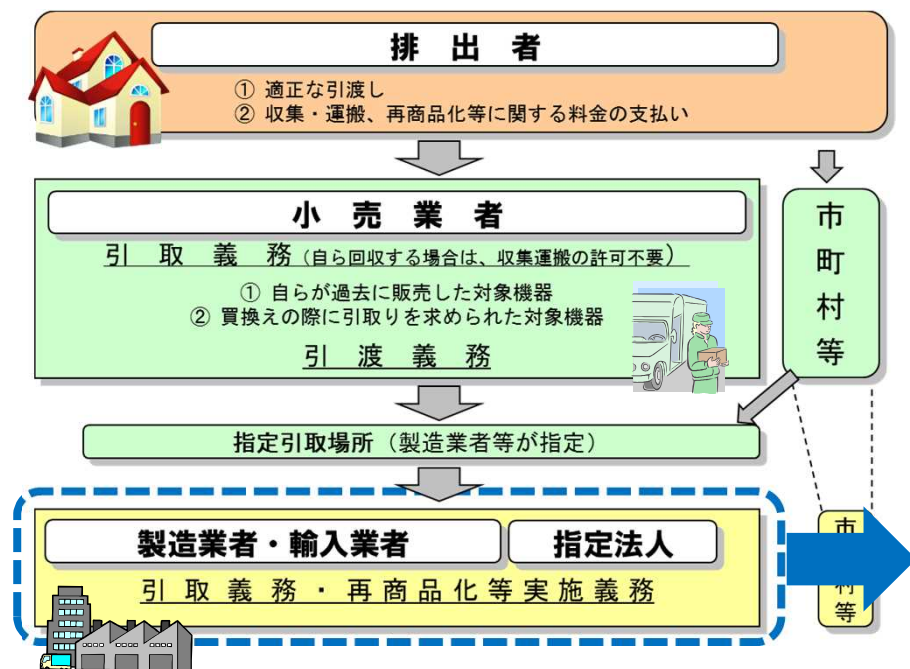 排出者
① 適正な引渡し
② 収集・運搬、再商品化等に関する料金の支払い
小売業者
引取義務(自ら回収する場合は、収集運搬の許可不要)
① 自らが過去に販売した対象機器
② 買換えの際に引取りを求められた対象機器
引渡義務
市町村等
指定引取場所(製造業者等が指定)
製造業者・輸入業者
指定法人
引取義務・再商品化等実施義務
市
村等